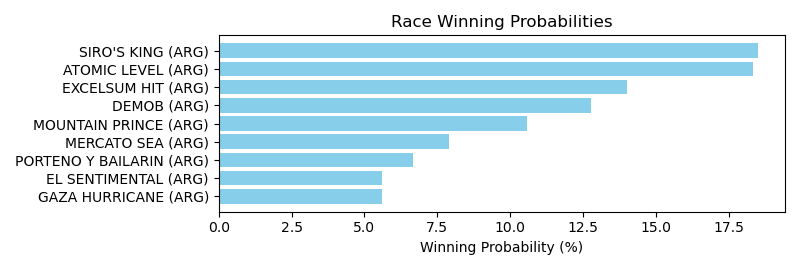 Race Winning Probabilities
SIRO'S KING (ARG)
ATOMIC LEVEL (ARG)
EXCELSUM HIT (ARG)
DEMOB (ARG)
MOUNTAIN PRINCE (ARG)
MERCATO SEA (ARG)
PORTENO Y BAILARIN (ARG)
EL SENTIMENTAL (ARG)
GAZA HURRICANE (ARG)
0.0 2.5 5.0 7.5 10.0 12.5 15.0 17.5
Winning Probability (%)